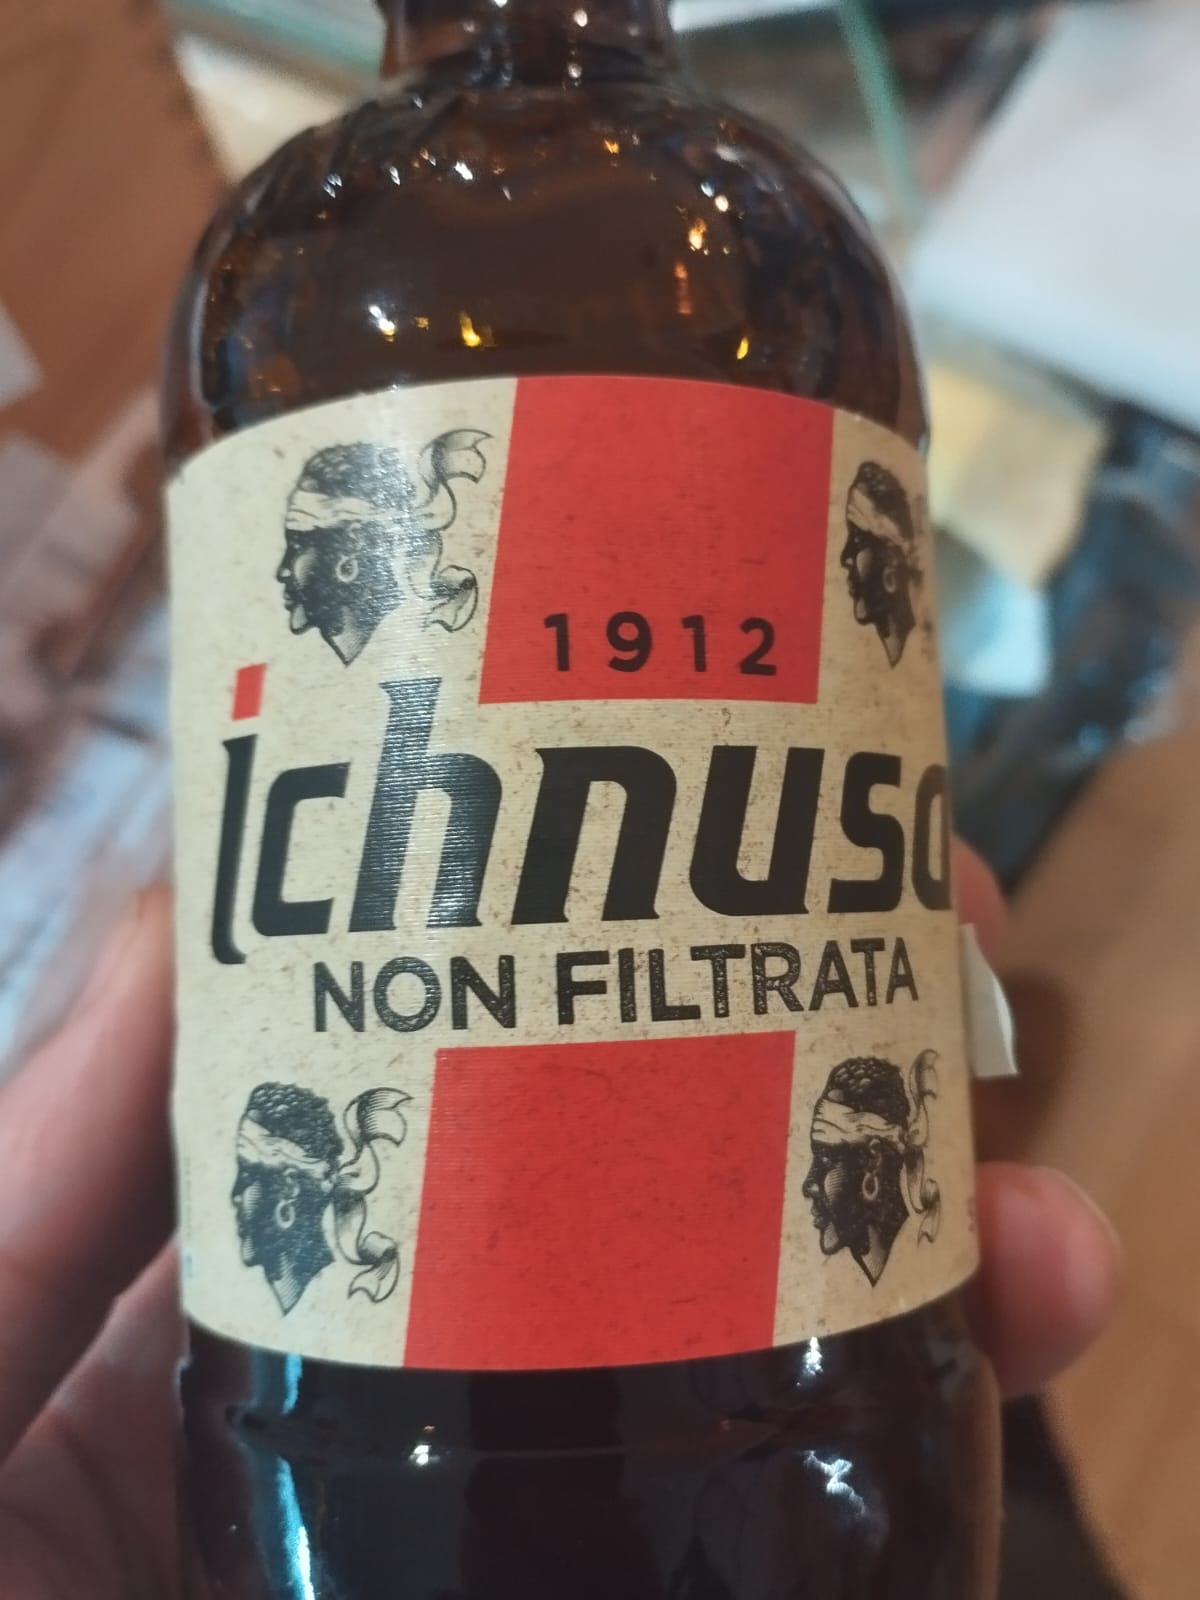 1912
ichnusa
NON FILTRATA